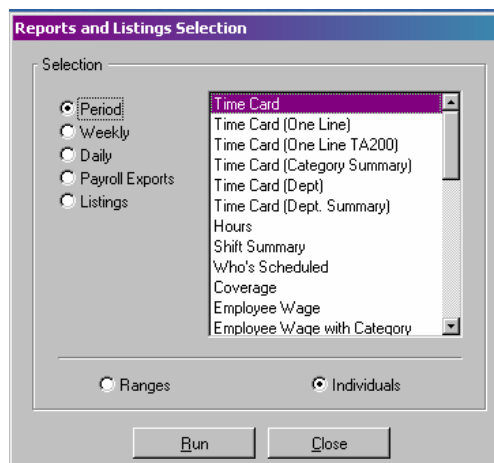 Reports and Listings Selection
Selection
Period
Weekly
Daily
Payroll Exports
Listings
Time Card
Time Card (One Line)
Time Card (One Line TA200)
Time Card (Category Summary)
Time Card (Dept)
Time Card (Dept. Summary)
Hours
Shift Summary
Who's Scheduled
Coverage
Employee Wage
Employee Wage with Category
Ranges
Individuals
Run
Close